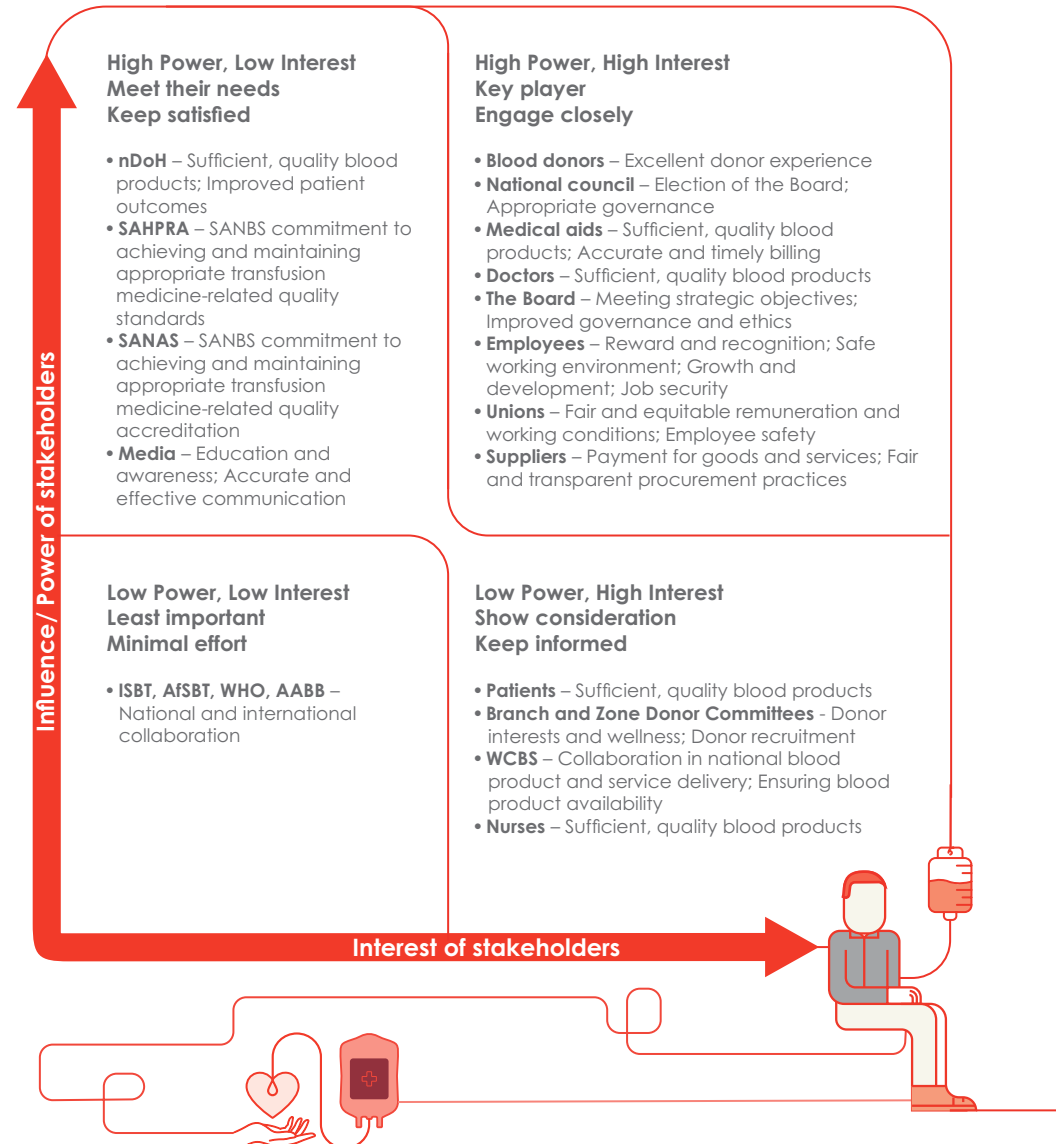 High Power, Low Interest
Meet their needs
Keep satisfied
• nDoH – Sufficient, quality blood
products; Improved patient
outcomes
• SAHPRA – SANBS commitment to
achieving and maintaining
appropriate transfusion
medicine-related quality
standards
• SANAS – SANBS commitment to
achieving and maintaining
appropriate transfusion
medicine-related quality
accreditation
• Media – Education and
awareness; Accurate and
effective communication
High Power, High Interest
Key player
Engage closely
• Blood donors – Excellent donor experience
• National council – Election of the Board;
Appropriate governance
• Medical aids – Sufficient, quality blood
products; Accurate and timely billing
• Doctors – Sufficient, quality blood products
• The Board – Meeting strategic objectives;
Improved governance and ethics
• Employees – Reward and recognition; Safe
working environment; Growth and
development; Job security
• Unions – Fair and equitable remuneration and
working conditions; Employee safety
• Suppliers – Payment for goods and services; Fair
and transparent procurement practices
Low Power, Low Interest
Least important
Minimal effort
• ISBT, AfSBT, WHO, AABB –
National and international
collaboration
Low Power, High Interest
Show consideration
Keep informed
• Patients – Sufficient, quality blood products
• Branch and Zone Donor Committees - Donor
interests and wellness; Donor recruitment
• WCBS – Collaboration in national blood
product and service delivery; Ensuring blood
product availability
• Nurses – Sufficient, quality blood products
Influence/ Power of stakeholders
Interest of stakeholders